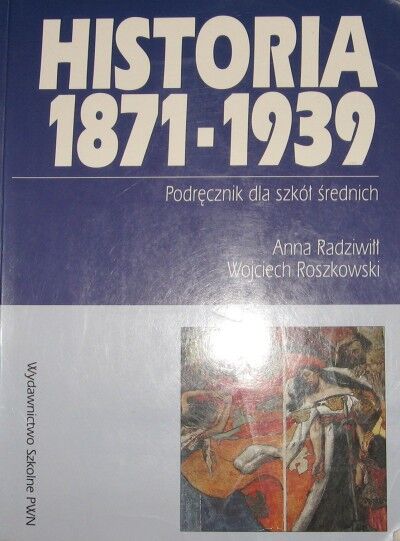 HISTORIA
1871-1939
Podręcznik dla szkół średnich
Anna Radziwiłł
Wojciech Roszkowski
Wydawnictwo Szkolne PWN